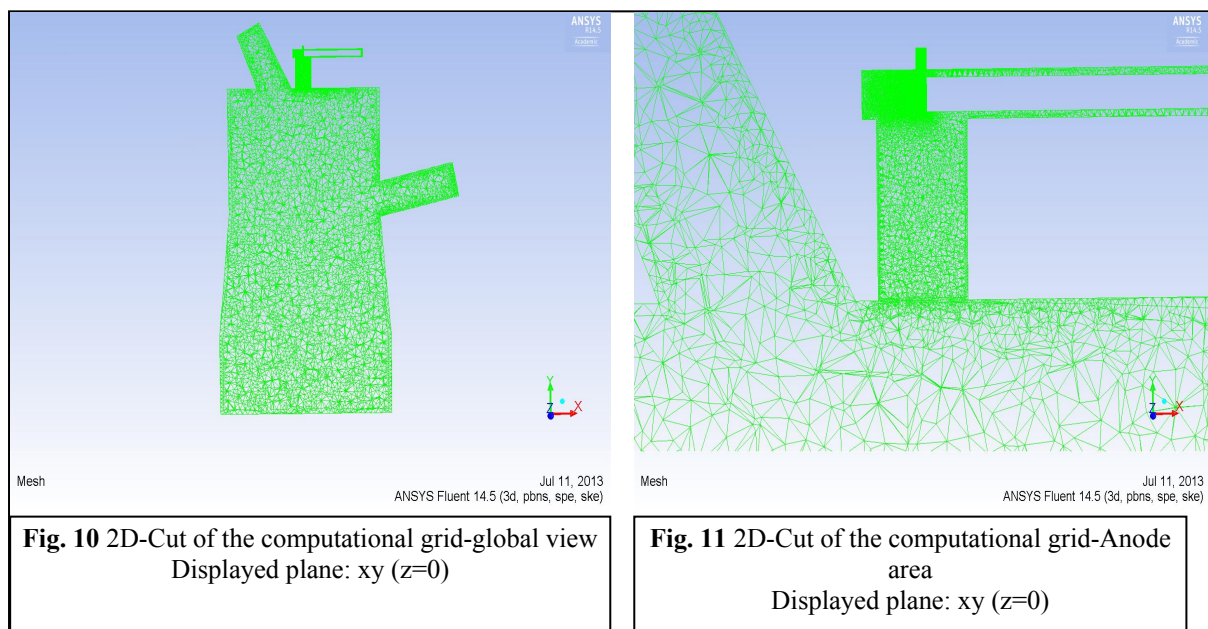 ANSYS
R14.5
Academic
Y
Z
X
Mesh
Jul 11, 2013
ANSYS Fluent 14.5 (3d, pbns, spe, ske)
Fig. 10 2D-Cut of the computational grid-global view
Displayed plane: xy (z=0)
ANSYS
R14.5
Academic
Y
Z
X
Mesh
Jul 11, 2013
ANSYS Fluent 14.5 (3d, pbns, spe, ske)
Fig. 11 2D-Cut of the computational grid-Anode
area
Displayed plane: xy (z=0)